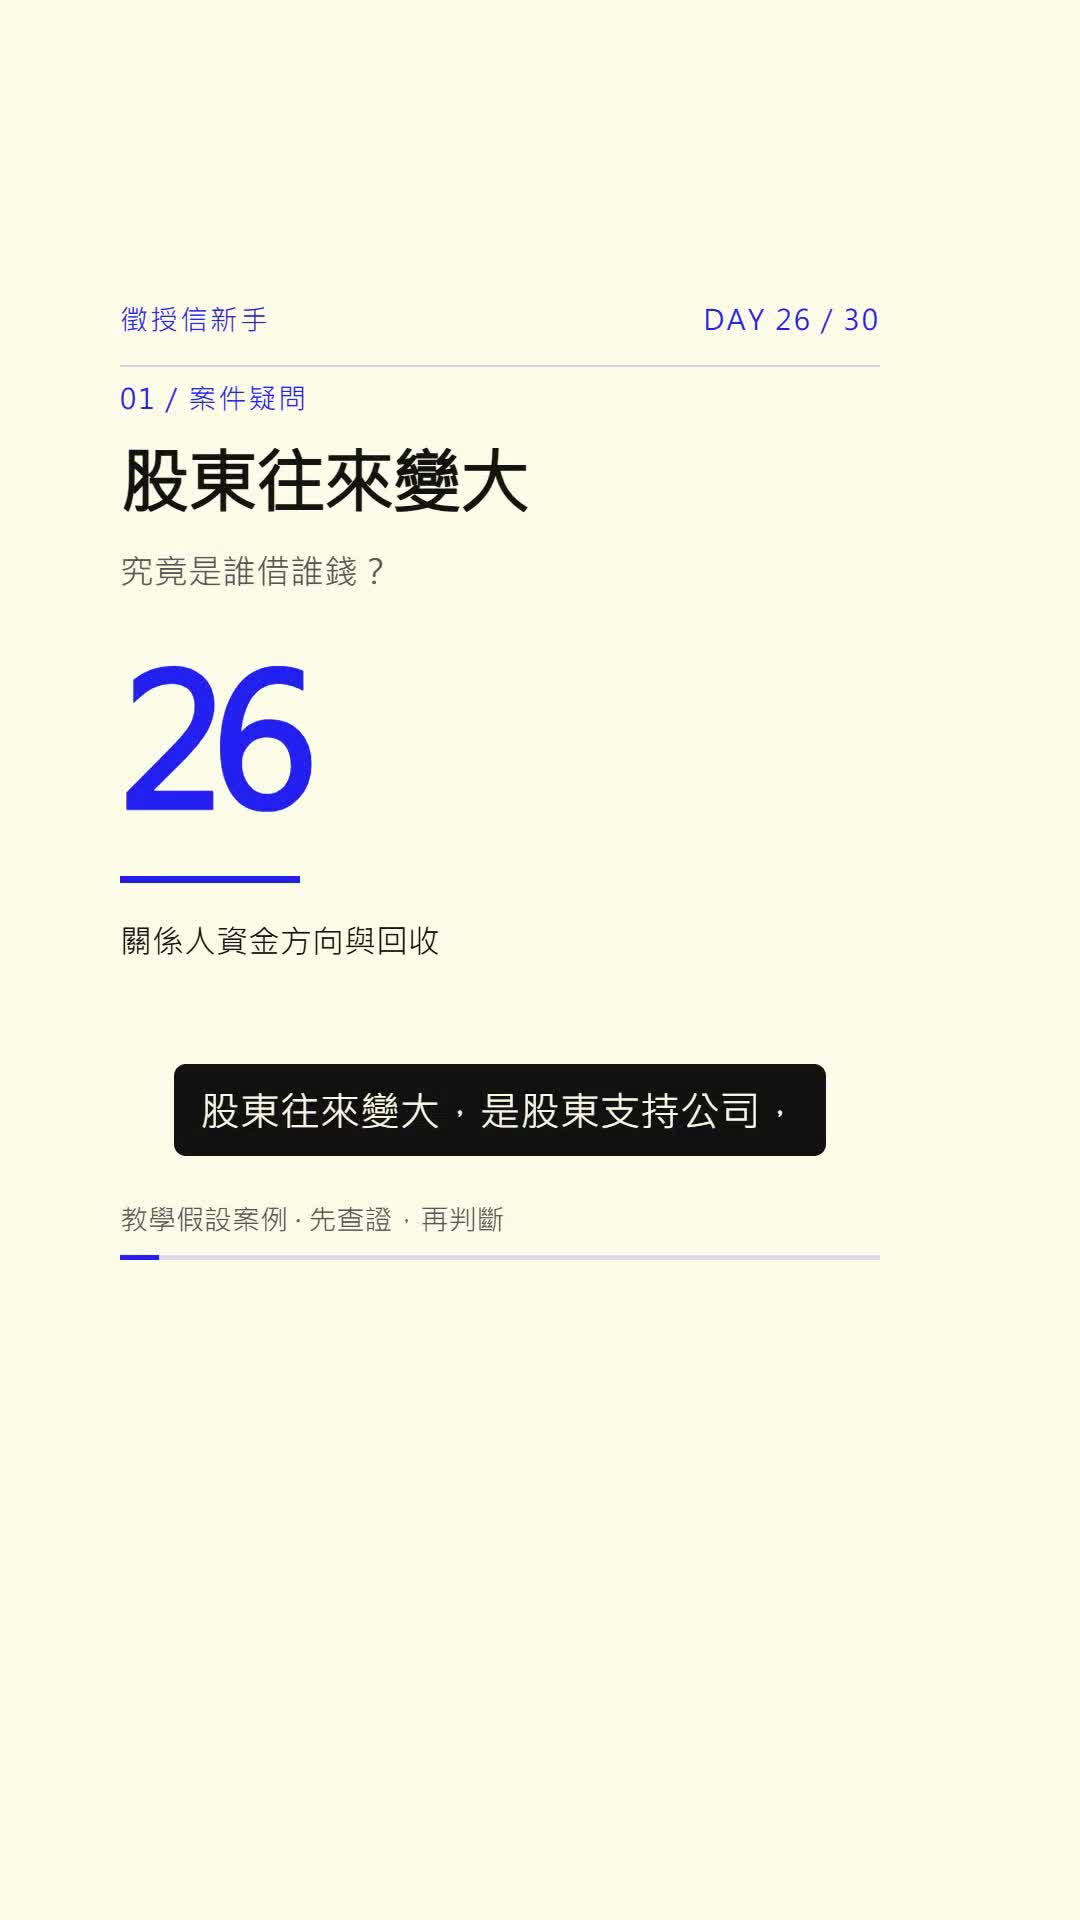 徵授信新手
DAY 26 / 30
01 / 案件疑問
股東往來變大
究竟是誰借誰錢？
26
關係人資金方向與回收
股東往來變大，是股東支持公司，
教學假設案例·先查證，再判斷